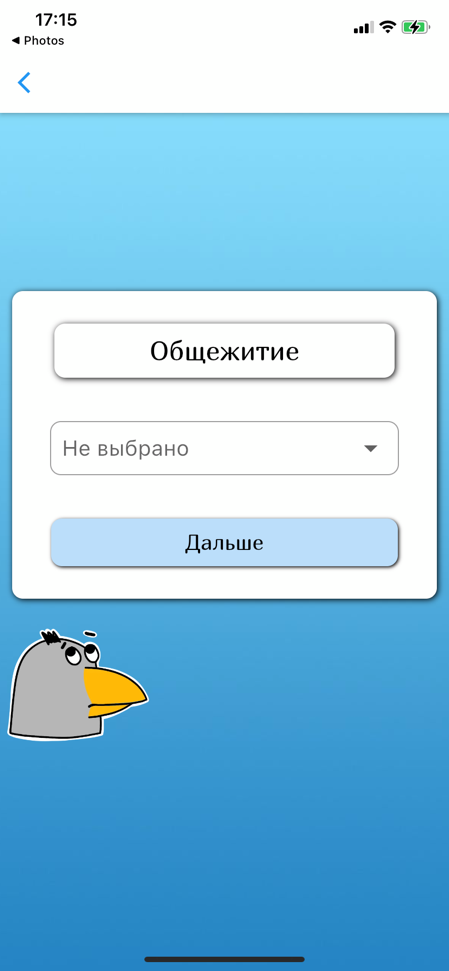 17:15
◀ Photos
Общежитие
Не выбрано
Дальше